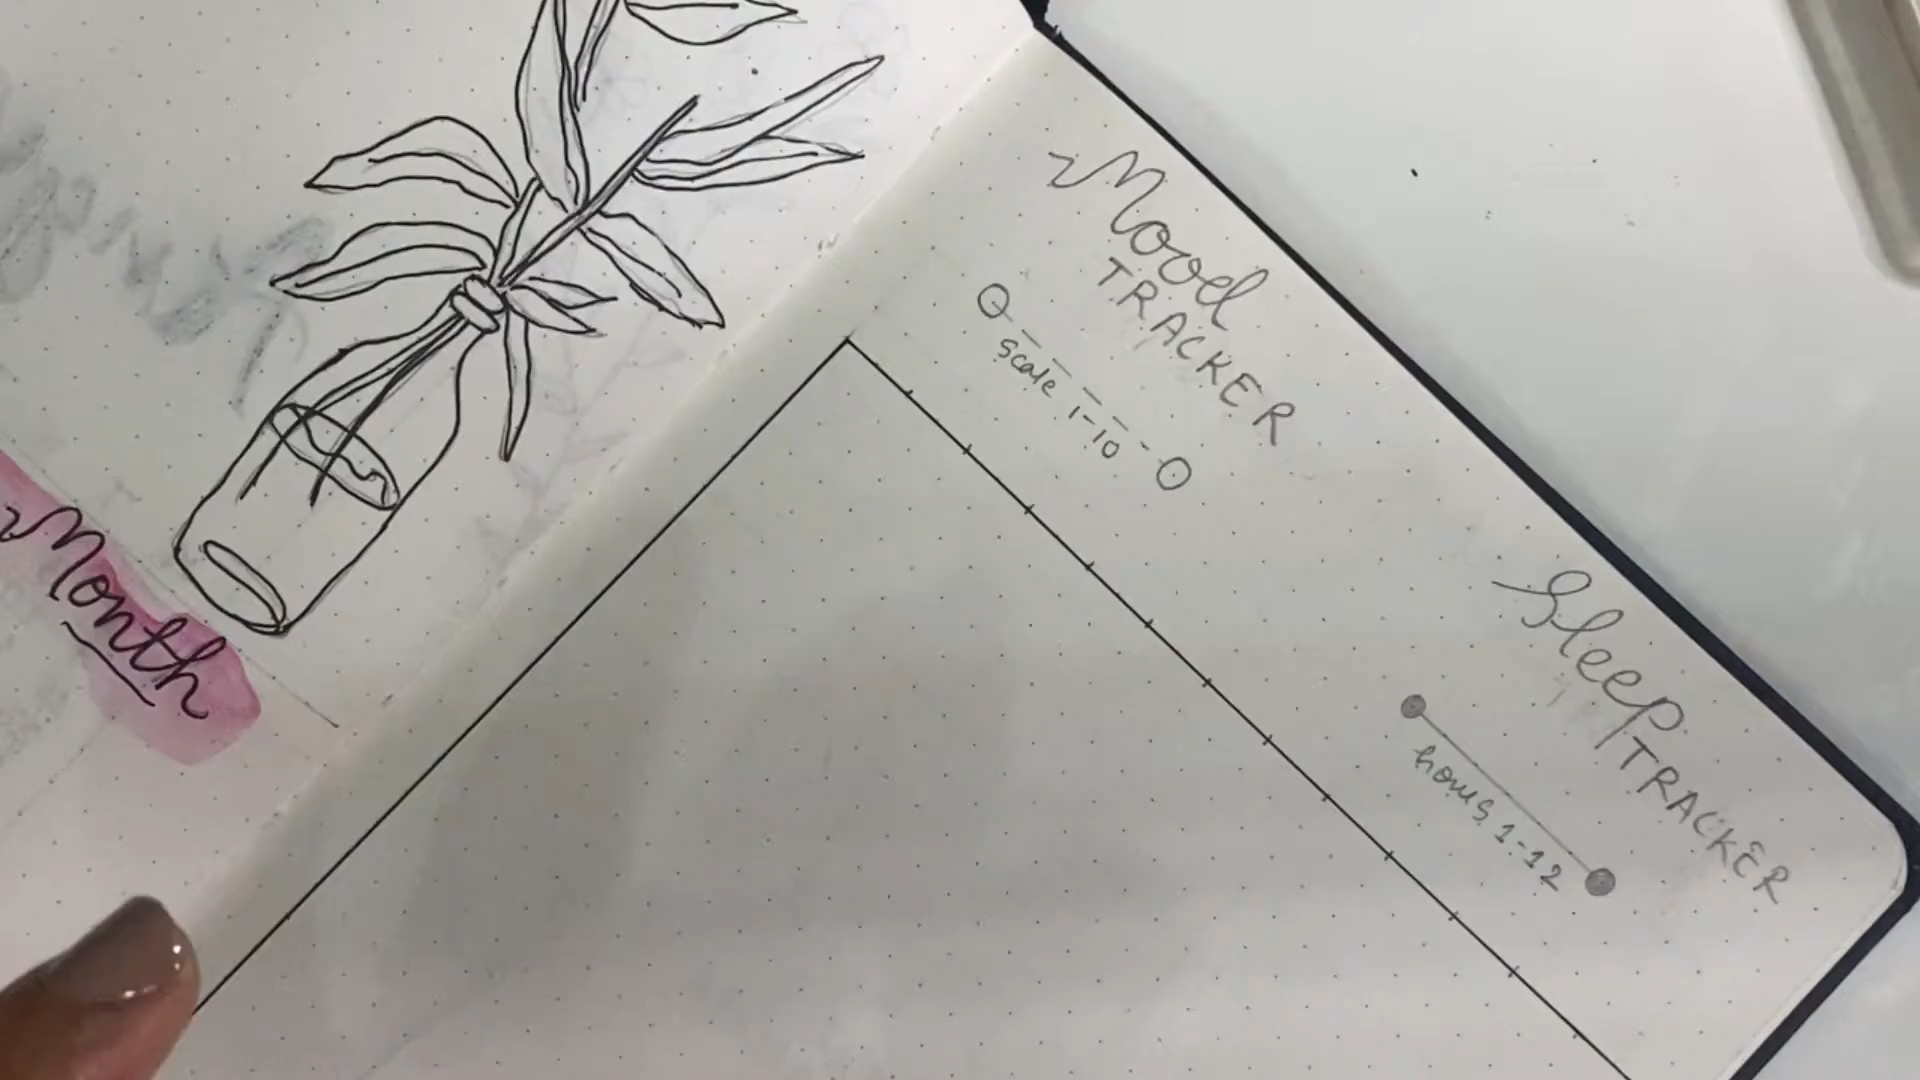 Month
Mood
TRACKER
scale 1-10
Sleep
TRACKER
hours 1-12